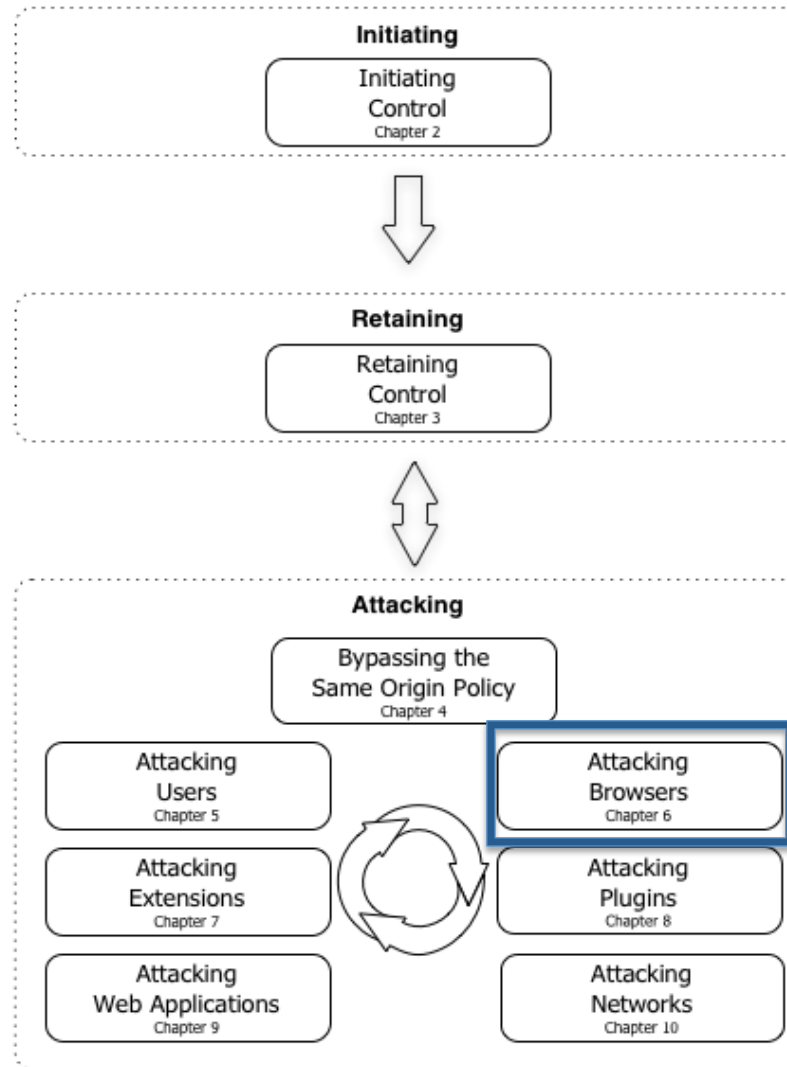 Initiating
Initiating
Control
Chapter 2
Retaining
Retaining
Control
Chapter 3
Attacking
Bypassing the
Same Origin Policy
Chapter 4
Attacking
Users
Chapter 5
Attacking
Browsers
Chapter 6
Attacking
Extensions
Chapter 7
Attacking
Plugins
Chapter 8
Attacking
Web Applications
Chapter 9
Attacking
Networks
Chapter 10